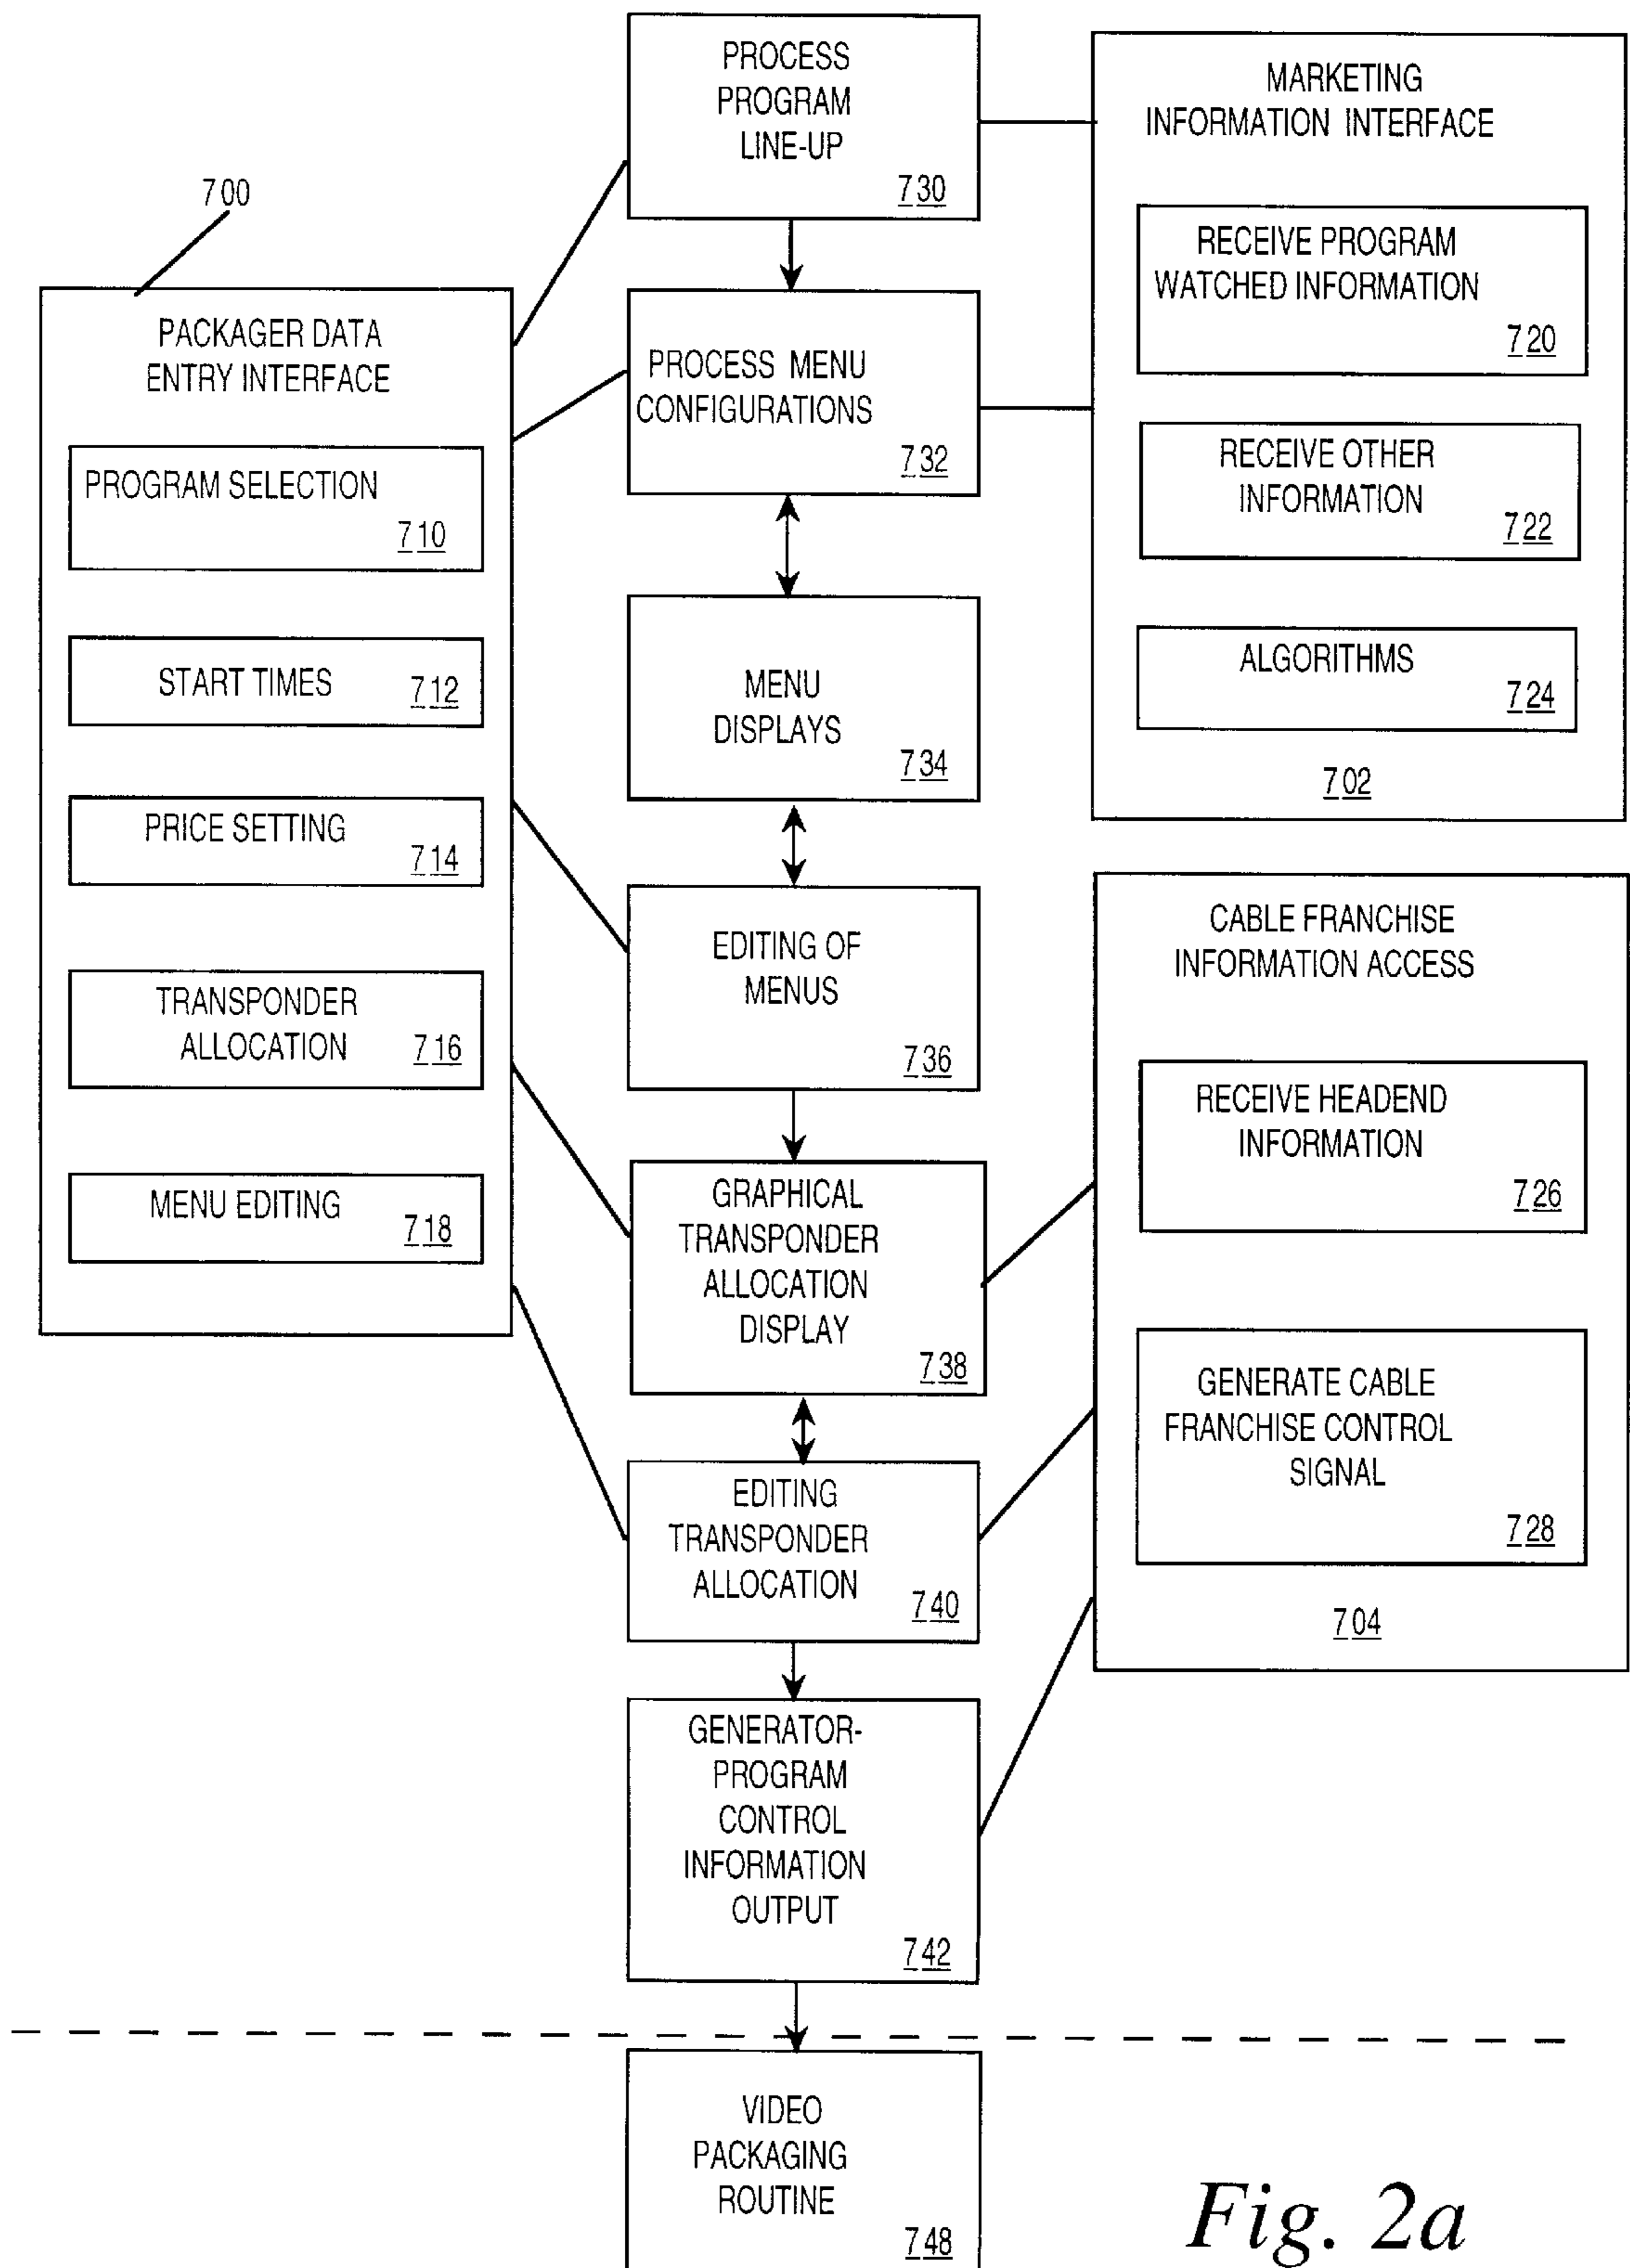 700
PACKAGER DATA
ENTRY INTERFACE
PROGRAM SELECTION
710
START TIMES 712
PRICE SETTING
714
TRANSPONDER
ALLOCATION 716
MENU EDITING
718
PROCESS
PROGRAM
LINE-UP
730
PROCESS MENU
CONFIGURATIONS
732
MENU
DISPLAYS
734
EDITING OF
MENUS
736
GRAPHICAL
TRANSPONDER
ALLOCATION
DISPLAY
738
EDITING
TRANSPONDER
ALLOCATION
740
GENERATOR-
PROGRAM
CONTROL
INFORMATION
OUTPUT
742
VIDEO
PACKAGING
ROUTINE
748
MARKETING
INFORMATION INTERFACE
RECEIVE PROGRAM
WATCHED INFORMATION
720
RECEIVE OTHER
INFORMATION
722
ALGORITHMS
724
702
CABLE FRANCHISE
INFORMATION ACCESS
RECEIVE HEADEND
INFORMATION
726
GENERATE CABLE
FRANCHISE CONTROL
SIGNAL
728
704
Fig. 2a